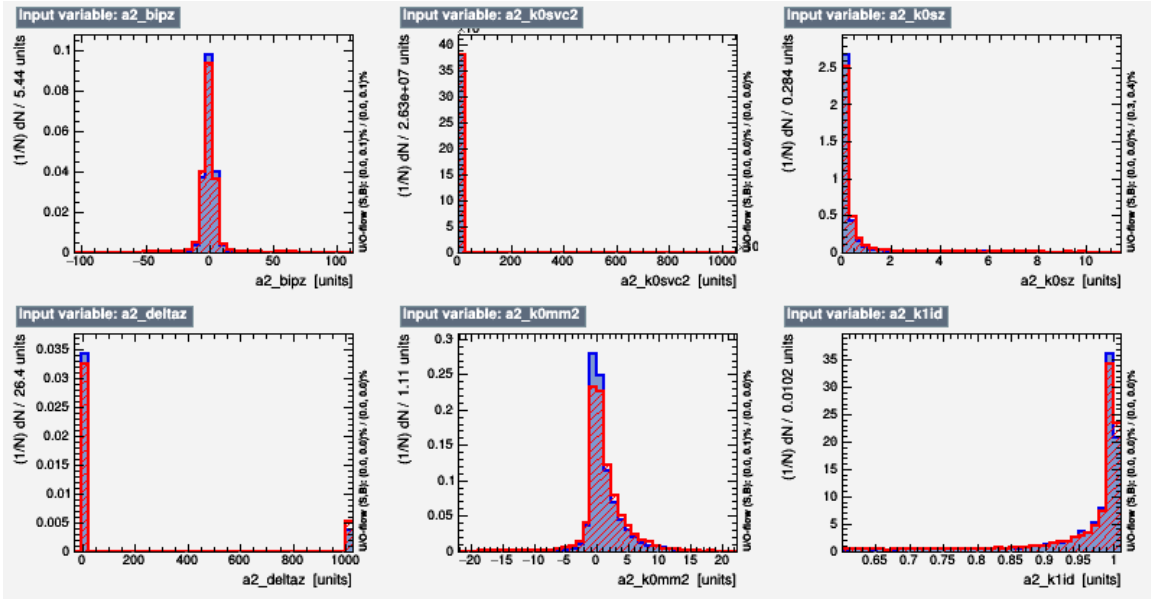 Input variable: a2_bipz
Input variable: a2_k0svc2
Input variable: a2_k0sz
(1/N) dN / 5.44 units
0.1
0.08
0.06
0.04
0.02
0
−100 −50 0 50 100
a2_bipz [units]
U/O-flow (S,B): (0.0, 0.1)% / (0.0, 0.1)%
(1/N) dN / 2.63e+07 units
40
35
30
25
20
15
10
5
0
0 200 400 600 800 1000
a2_k0svc2 [units]
U/O-flow (S,B): (0.0, 0.0)% / (0.0, 0.0)%
(1/N) dN / 0.284 units
2.5
2
1.5
1
0.5
0
0 2 4 6 8 10
a2_k0sz [units]
U/O-flow (S,B): (0.0, 0.0)% / (0.3, 0.4)%
Input variable: a2_deltaz
Input variable: a2_k0mm2
Input variable: a2_k1id
(1/N) dN / 26.4 units
0.035
0.03
0.025
0.02
0.015
0.01
0.005
0
0 200 400 600 800 1000
a2_deltaz [units]
U/O-flow (S,B): (0.0, 0.0)% / (0.0, 0.0)%
(1/N) dN / 1.11 units
0.3
0.25
0.2
0.15
0.1
0.05
0
−20 −15 −10 −5 0 5 10 15 20
a2_k0mm2 [units]
U/O-flow (S,B): (0.0, 0.1)% / (0.0, 0.0)%
(1/N) dN / 0.0102 units
35
30
25
20
15
10
5
0
0.65 0.7 0.75 0.8 0.85 0.9 0.95 1
a2_k1id [units]
U/O-flow (S,B): (0.0, 0.0)% / (0.0, 0.0)%